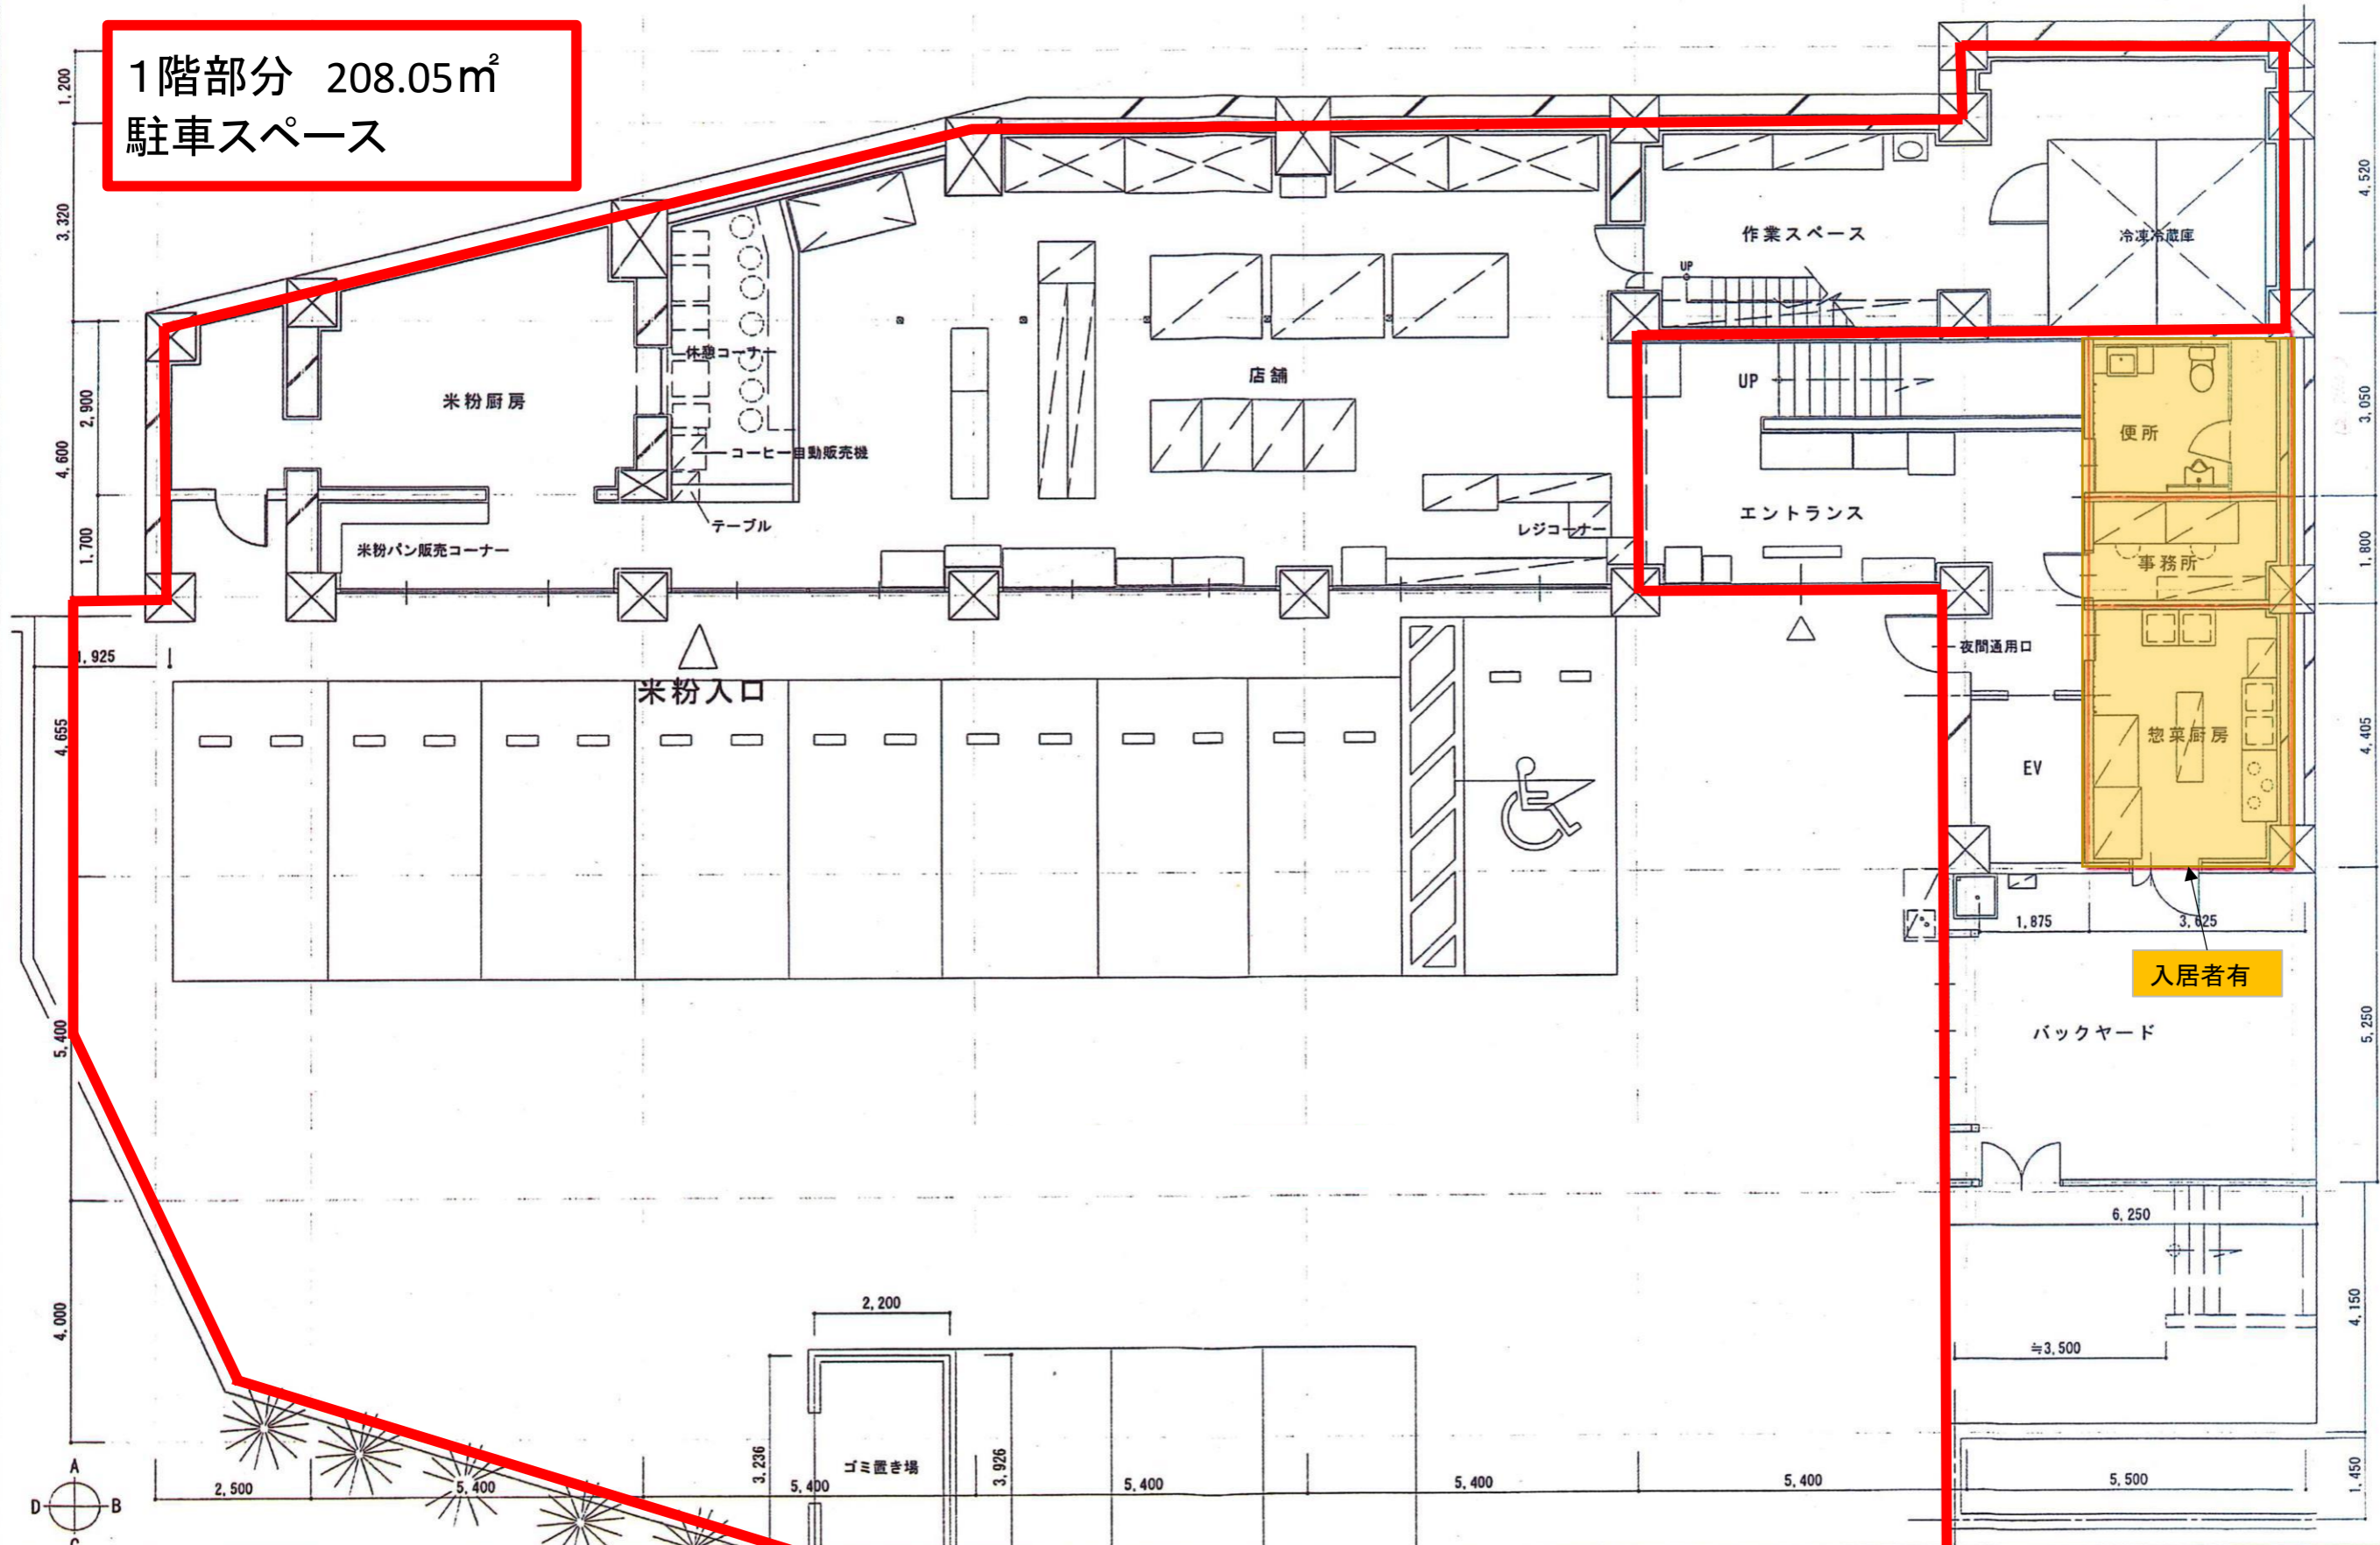 1階部分 208.05㎡
駐車スペース
1,200
3,320
2,900
4,600
1,700
1,925
4,655
5,400
4,000
4,520
3,050
1,800
4,405
5,250
4,150
1,450
作業スペース
冷凍冷蔵庫
UP
休憩コーナー
店舗
米粉厨房
UP
コーヒー自動販売機
便所
テーブル
レジコーナー
エントランス
米粉パン販売コーナー
事務所
夜間通用口
米粉入口
惣菜厨房
EV
1,875
3,625
入居者有
バックヤード
6,250
2,200
≒3,500
3,236
ゴミ置き場
3,926
A
D
B
C
2,500
5,400
5,400
5,400
5,400
5,400
5,500